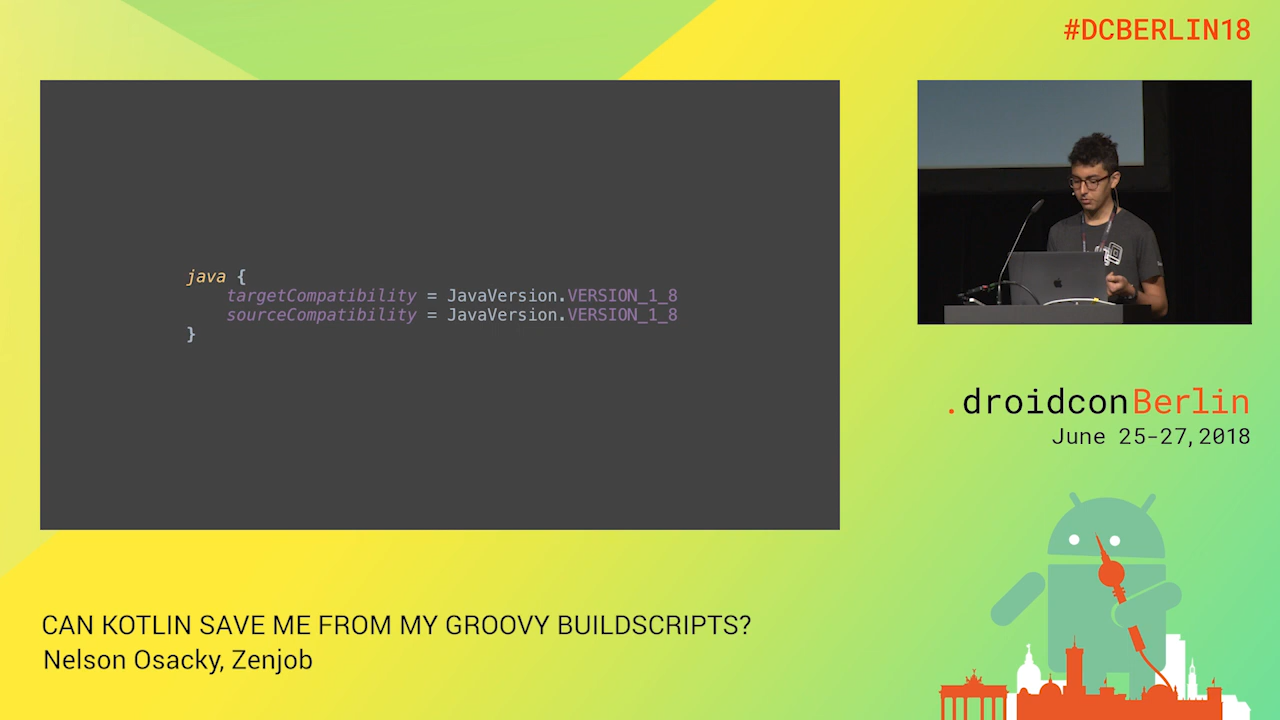 #DCBERLIN18
java {
    targetCompatibility = JavaVersion.VERSION_1_8
    sourceCompatibility = JavaVersion.VERSION_1_8
}
.droidconBerlin
June 25-27,2018
CAN KOTLIN SAVE ME FROM MY GROOVY BUILDSCRIPTS?
Nelson Osacky, Zenjob